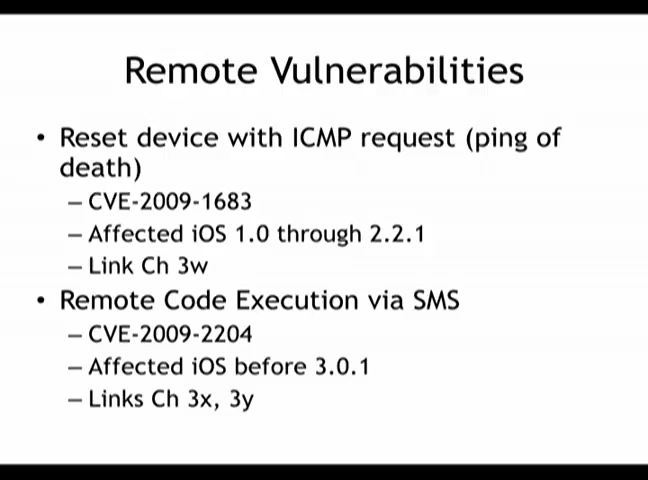 Remote Vulnerabilities
• Reset device with ICMP request (ping of
death)
– CVE-2009-1683
– Affected iOS 1.0 through 2.2.1
– Link Ch 3w
• Remote Code Execution via SMS
– CVE-2009-2204
– Affected iOS before 3.0.1
– Links Ch 3x, 3y